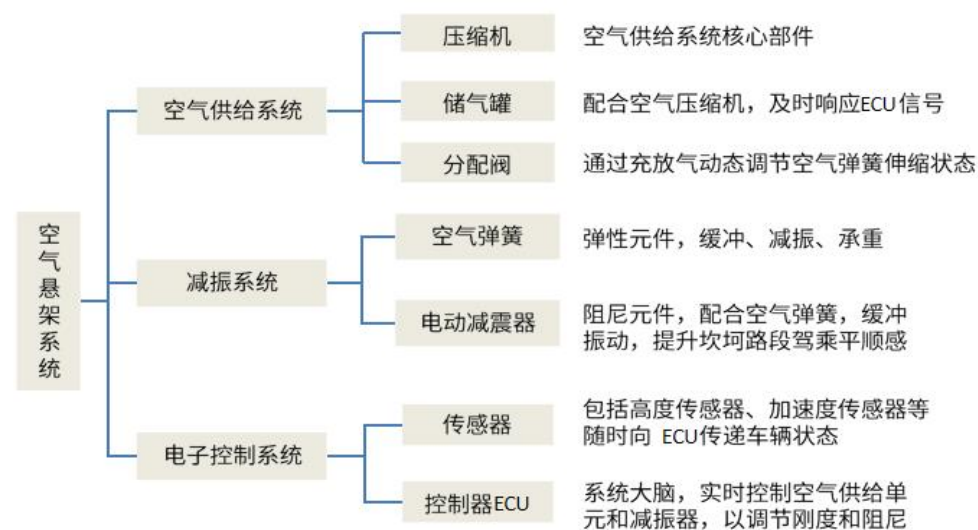 空气悬架系统
空气供给系统
压缩机
空气供给系统核心部件
储气罐
配合空气压缩机，及时响应ECU信号
分配阀
通过充放气动态调节空气弹簧伸缩状态
减振系统
空气弹簧
弹性元件，缓冲、减振、承重
电动减震器
阻尼元件，配合空气弹簧，缓冲
振动，提升坎坷路段驾乘平顺感
电子控制系统
传感器
包括高度传感器、加速度传感器等
随时向 ECU传递车辆状态
控制器ECU
系统大脑，实时控制空气供给单
元和减振器，以调节刚度和阻尼